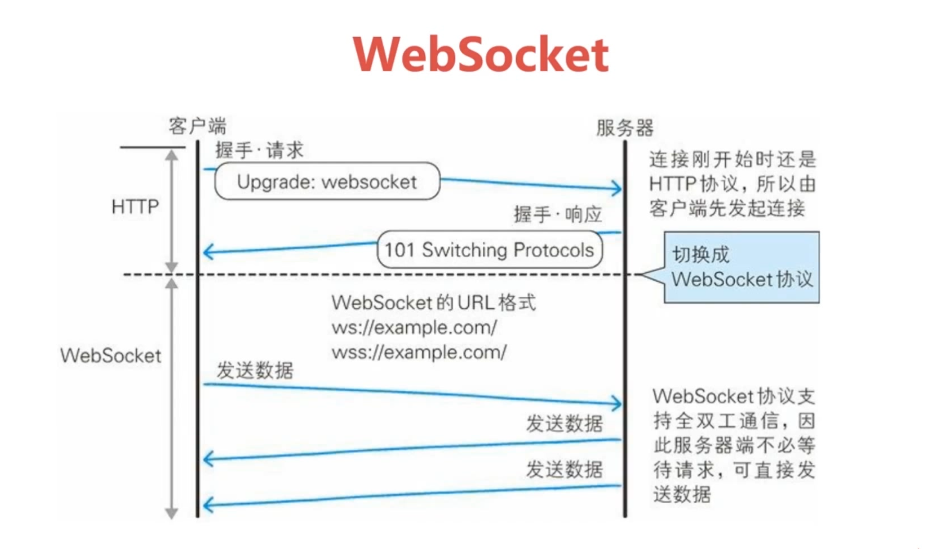 WebSocket
客户端
服务器
握手·请求
Upgrade: websocket
连接刚开始时还是
HTTP协议，所以由
客户端先发起连接
HTTP
握手·响应
101 Switching Protocols
切换成
WebSocket协议
WebSocket的URL格式
ws://example.com/
wss://example.com/
WebSocket
发送数据
WebSocket协议支
持全双工通信，因
此服务器端不必等
待请求，可直接发
送数据
发送数据
发送数据